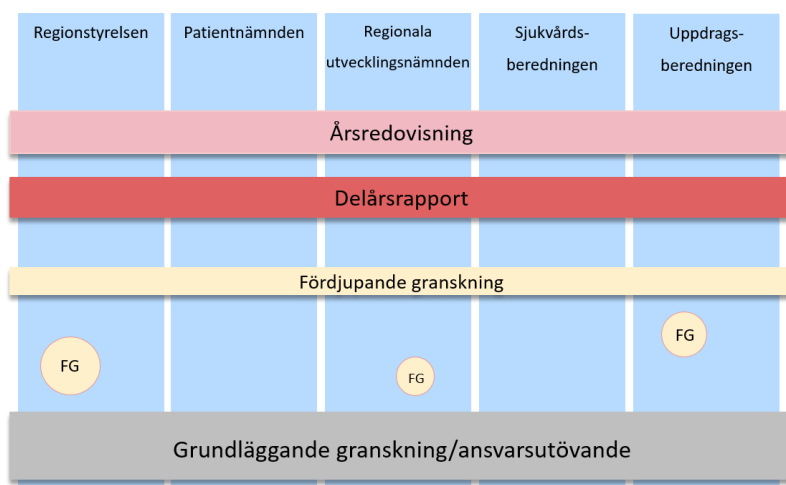 Regionstyrelsen
Patientnämnden
Regionala
utvecklingsnämnden
Sjukvårds-
beredningen
Uppdrags-
beredningen
Årsredovisning
Delårsrapport
Fördjupande granskning
FG
FG
FG
Grundläggande granskning/ansvarsutövande